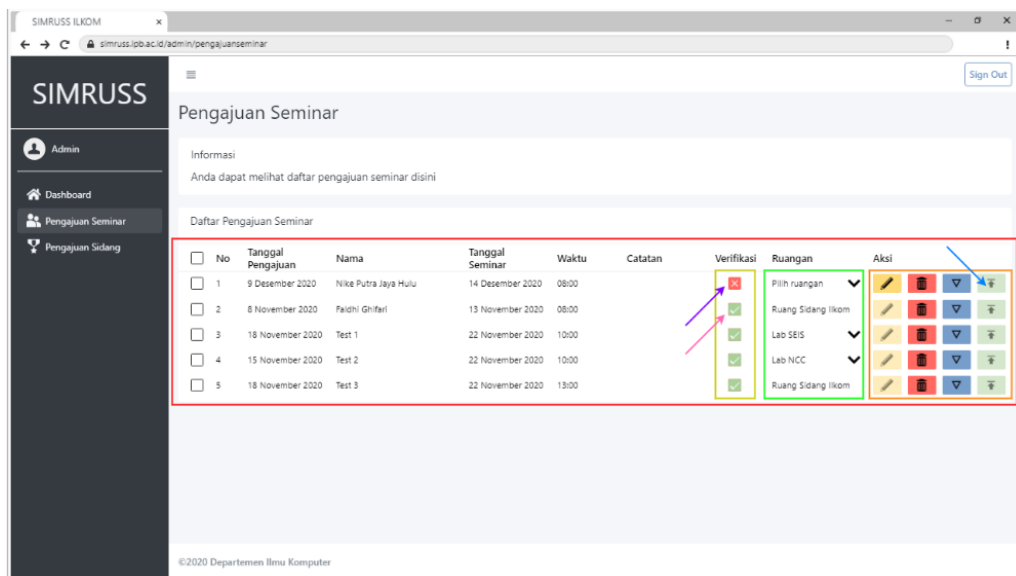 SIMRUSS ILKOM
simruss.ipb.ac.id/admin/pengajuanseminar
SIMRUSS
Sign Out
Pengajuan Seminar
Admin
Informasi
Anda dapat melihat daftar pengajuan seminar disini
Dashboard
Pengajuan Seminar
Pengajuan Sidang
Daftar Pengajuan Seminar
No Tanggal Pengajuan Nama Tanggal Seminar Waktu Catatan Verifikasi Ruangan Aksi
1 9 Desember 2020 Nike Putra Jaya Hulu 14 Desember 2020 08:00 Pilih ruangan
2 8 November 2020 Faidhi Ghifari 13 November 2020 08:00 Ruang Sidang Ilkom
3 18 November 2020 Test 1 22 November 2020 10:00 Lab SEIS
4 15 November 2020 Test 2 22 November 2020 10:00 Lab NCC
5 18 November 2020 Test 3 22 November 2020 13:00 Ruang Sidang Ilkom
©2020 Departemen Ilmu Komputer